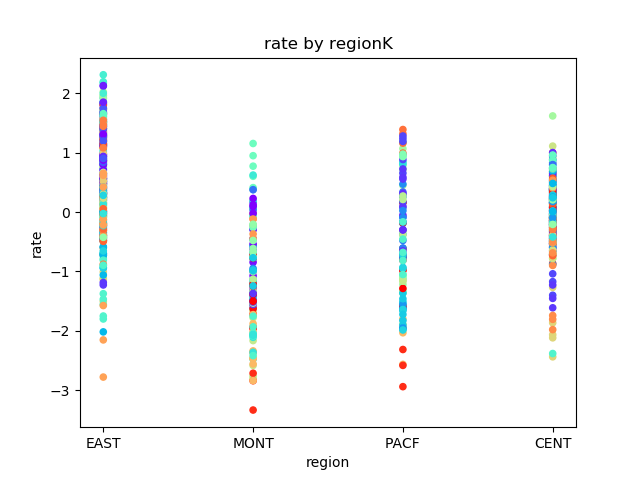 rate by regionK
2
1
0
−1
−2
−3
rate
EAST
MONT
PACF
CENT
region